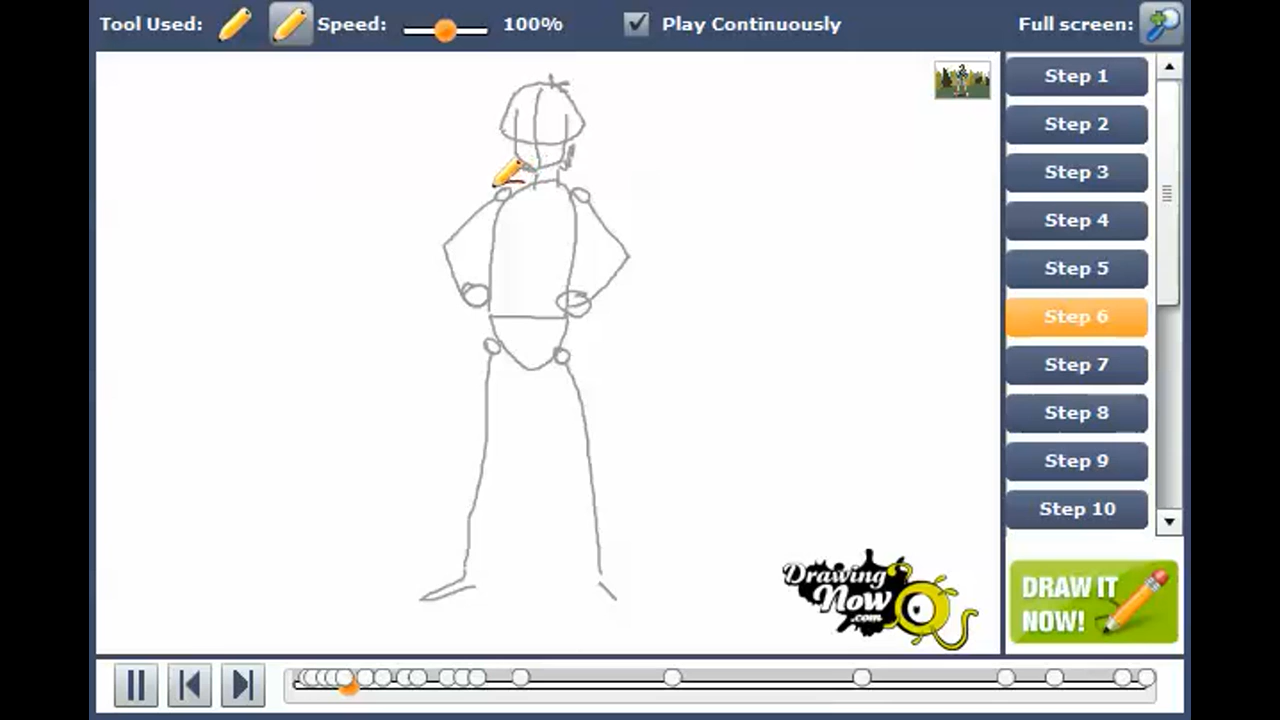 Tool Used:
Speed:
100%
Play Continuously
Full screen:
Step 1
Step 2
Step 3
Step 4
Step 5
Step 6
Step 7
Step 8
Step 9
Step 10
Drawing
Now
.com
DRAW IT
NOW!